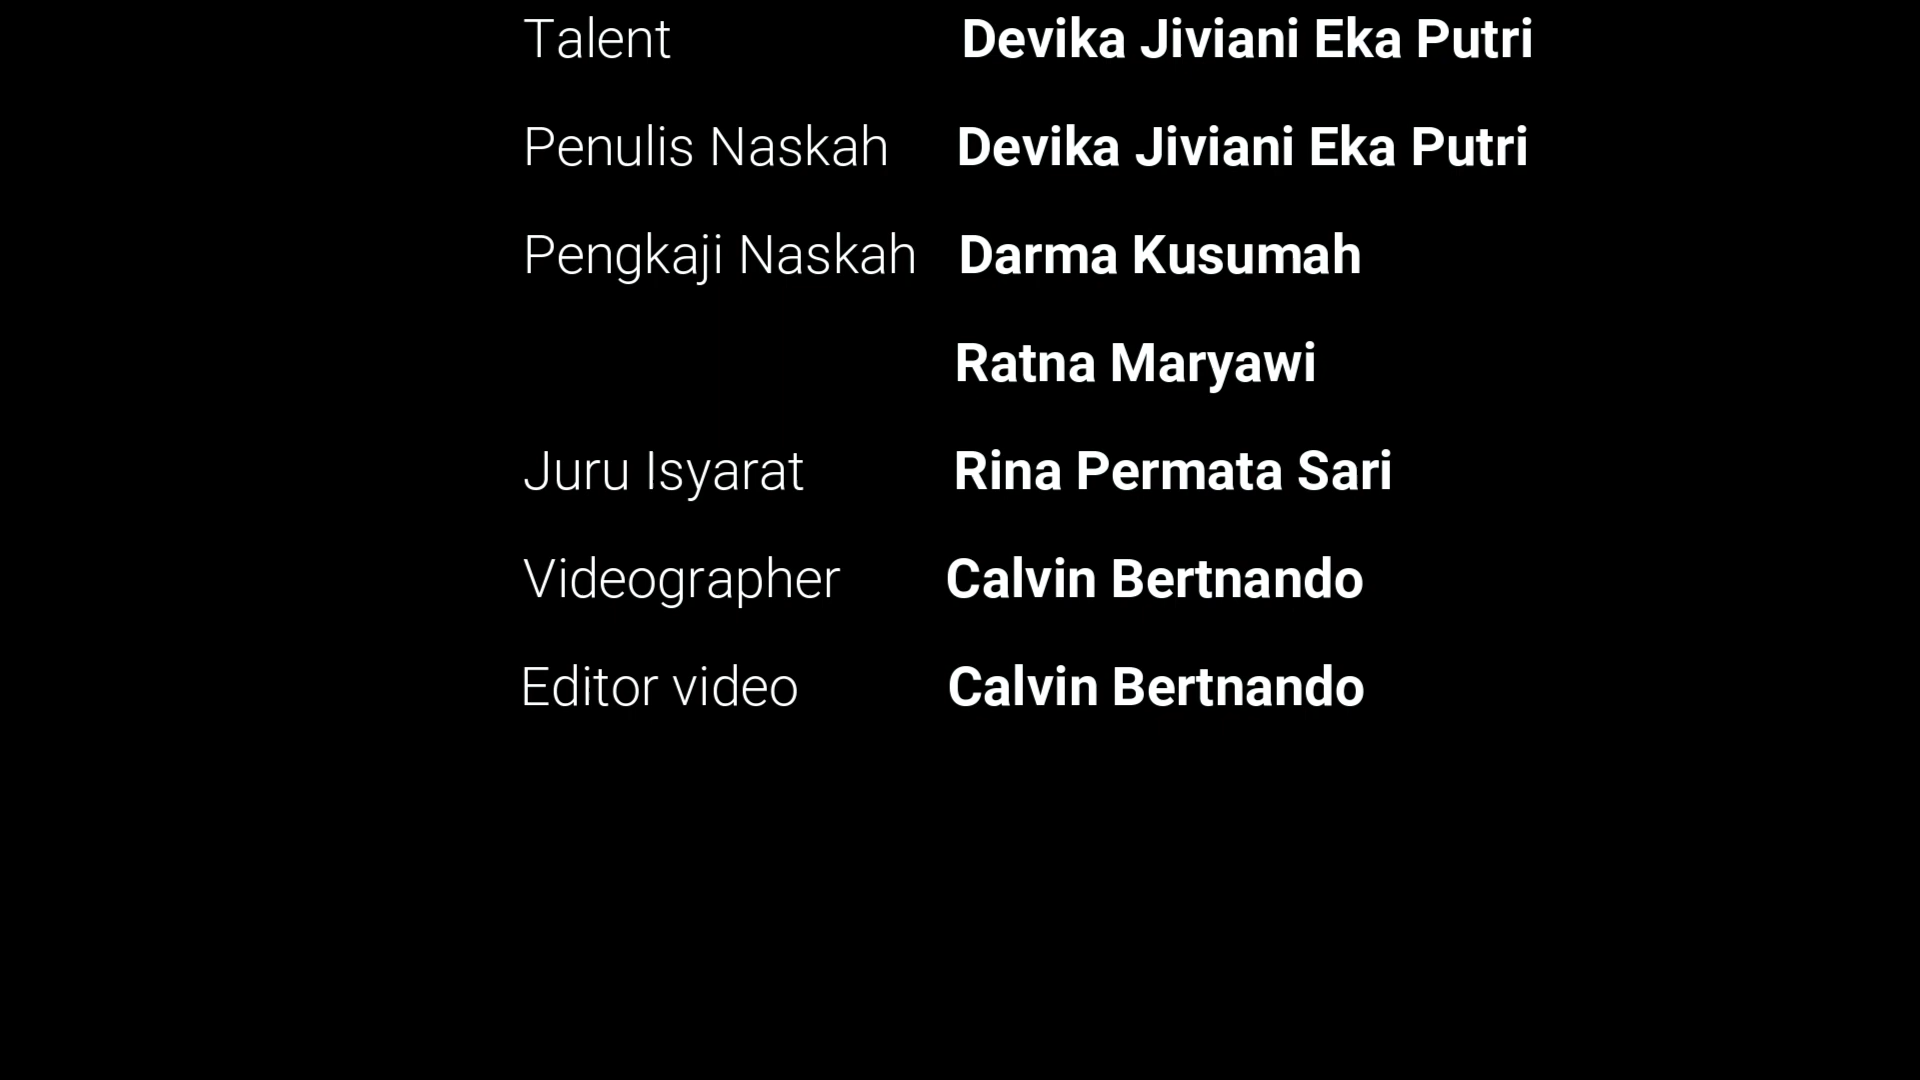 Talent Devika Jiviani Eka Putri
Penulis Naskah Devika Jiviani Eka Putri
Pengkaji Naskah Darma Kusumah
Ratna Maryawi
Juru Isyarat Rina Permata Sari
Videographer Calvin Bertnando
Editor video Calvin Bertnando